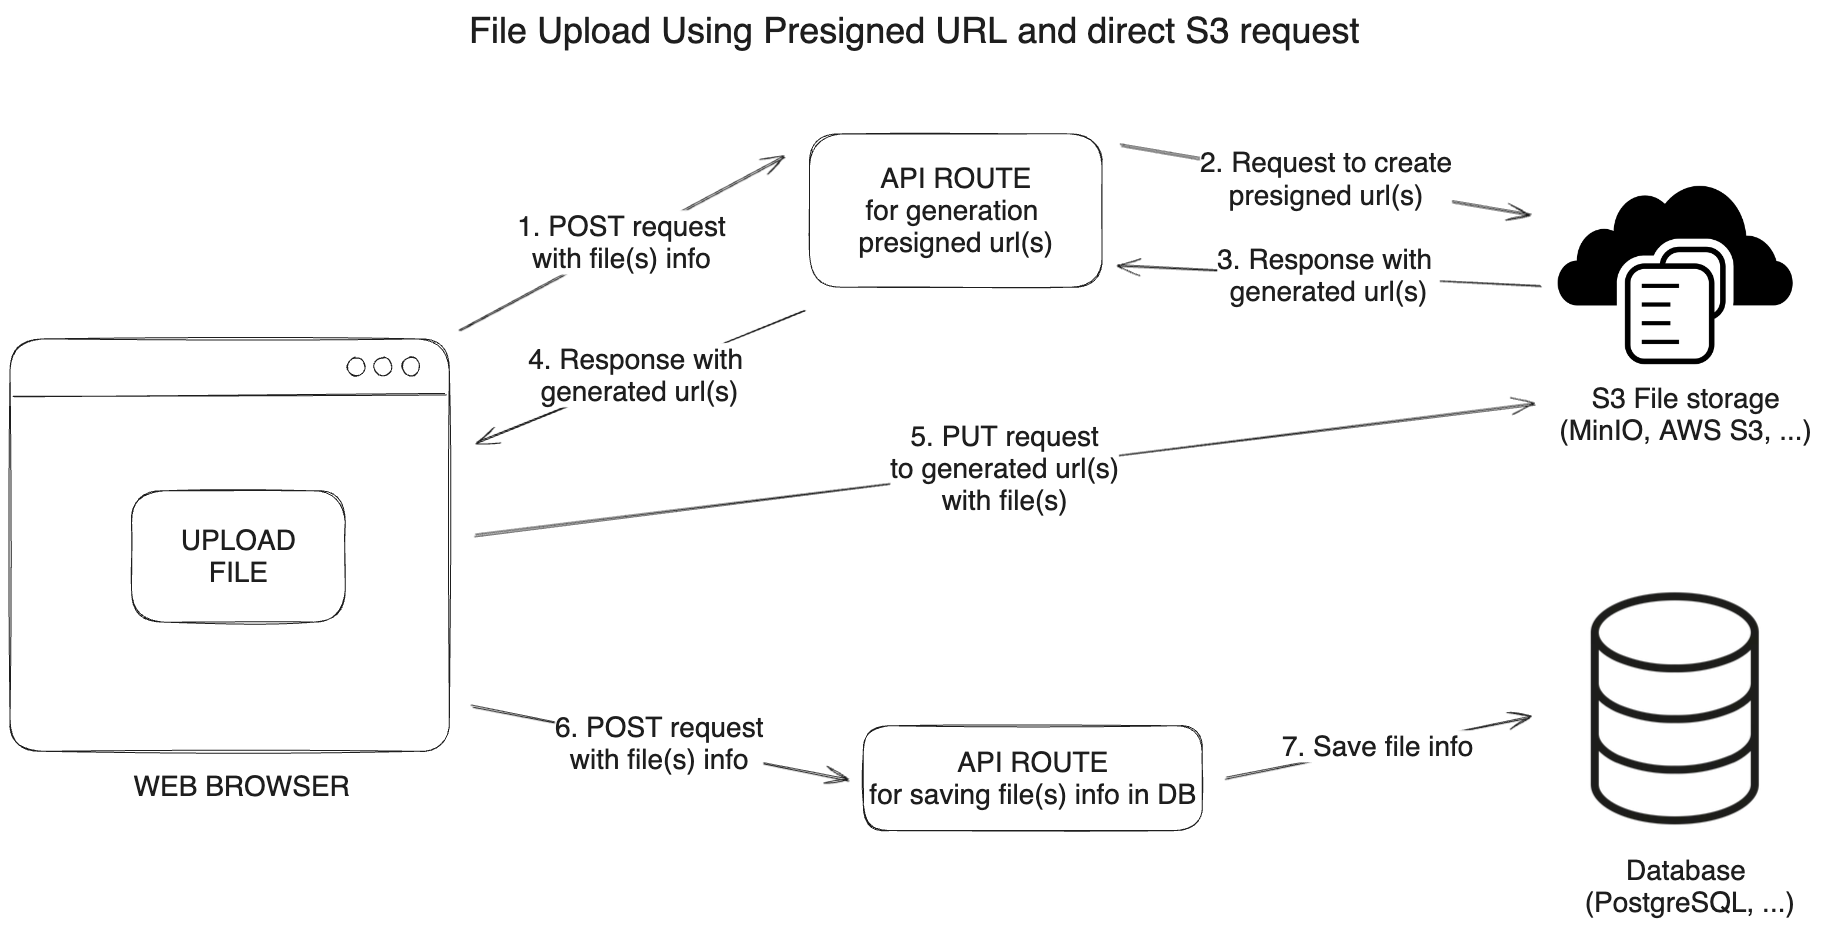 File Upload Using Presigned URL and direct S3 request
1. POST request
with file(s) info
API ROUTE
for generation
presigned url(s)
2. Request to create
presigned url(s)
3. Response with
generated url(s)
4. Response with
generated url(s)
5. PUT request
to generated url(s)
with file(s)
S3 File storage
(MinIO, AWS S3, ...)
UPLOAD
FILE
WEB BROWSER
6. POST request
with file(s) info
API ROUTE
for saving file(s) info in DB
7. Save file info
Database
(PostgreSQL, ...)